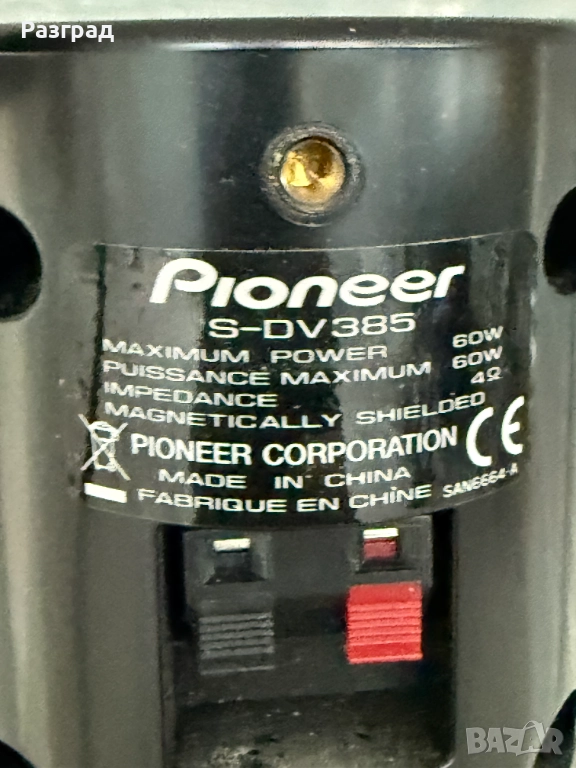 Разград
Pioneer
S-DV385
MAXIMUM POWER 60W
PUISSANCE MAXIMUM 60W
IMPEDANCE 4Ω
MAGNETICALLY SHIELDED
PIONEER CORPORATION CE
MADE IN CHINA
FABRIQUE EN CHINE SAN6664-A
BAZAR